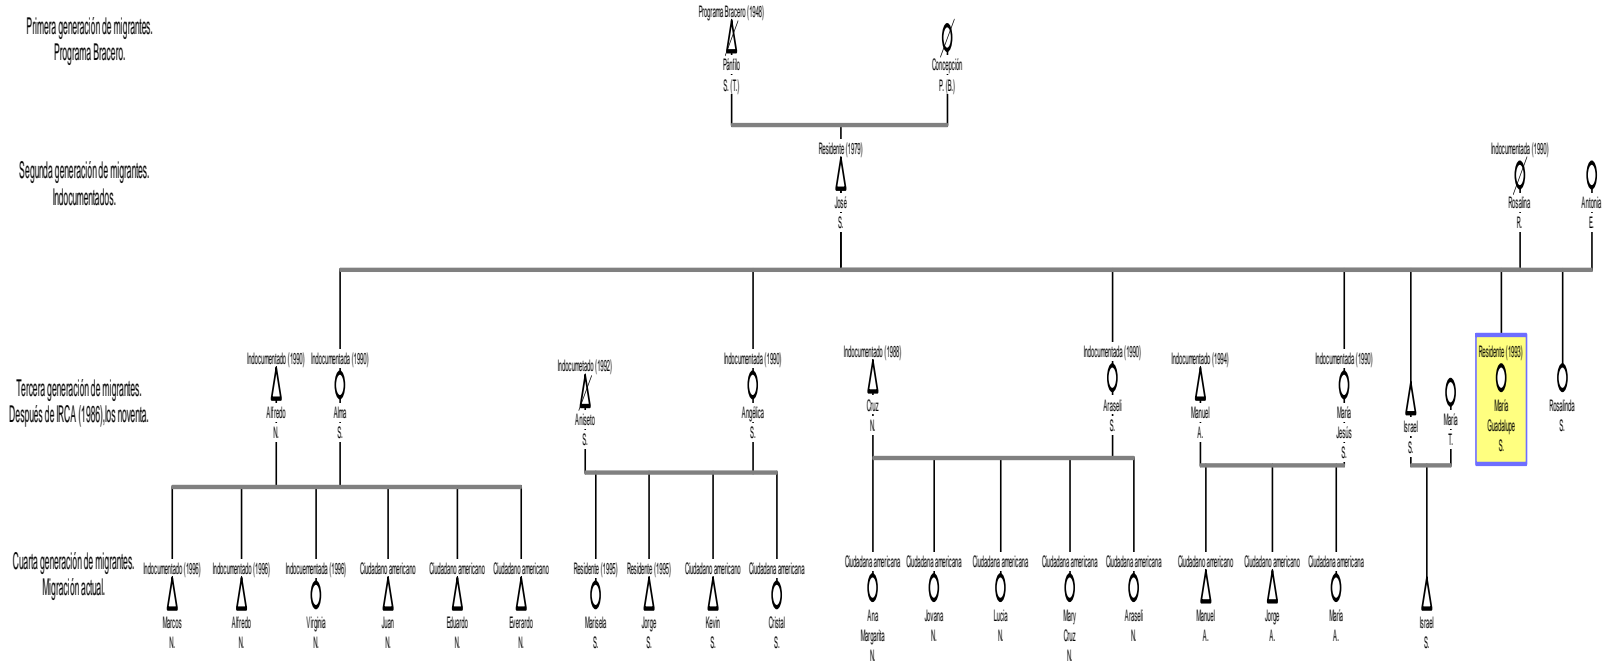 Primera generación de migrantes.
Programa Bracero.
Programa Bracero (1948)
Pánfilo
S. (T.)
Concepción
P. (B.)
Segunda generación de migrantes.
Indocumentados.
Residente (1979)
José
S.
Indocumentada (1990)
Rosalina
R.
Antonia
E.
Tercera generación de migrantes.
Después de IRCA (1986),los noventa.
Indocumentado (1990)
Alfredo
N.
Indocumentada (1990)
Alma
S.
Indocumetado (1992)
Aniseto
S.
Indocumentada (1990)
Angélica
S.
Indocumentado (1988)
Cruz
N.
Indocumentada (1990)
Araseli
S.
Indocumentado (1994)
Manuel
A.
Indocumentada (1990)
María
Jesús
S.
Israel
S.
María
T.
Residente (1993)
María
Guadalupe
S.
Rosalinda
S.
Cuarta generación de migrantes.
Migración actual.
Indocumentado (1996)
Marcos
N.
Indocumentado (1996)
Alfredo
N.
Indocuementada (1996)
Virginia
N.
Ciudadano americano
Juan
N.
Ciudadano americano
Eduardo
N.
Ciudadano americano
Everardo
N.
Residente (1995)
Marisela
S.
Residente (1995)
Jorge
S.
Ciudadano americano
Kevin
S.
Ciudadana americana
Cristal
S.
Ciudadana americana
Ana
Margarita
N.
Ciudadana americana
Jovana
N.
Ciudadana americana
Lucia
N.
Ciudadana americana
Mary
Cruz
N.
Ciudadana americana
Araseli
N.
Ciudadano americano
Manuel
A.
Ciudadano americano
Jorge
A.
Ciudadana americana
María
A.
Israel
S.